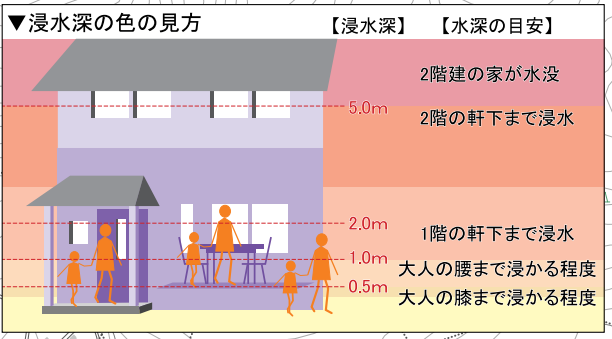 ▼浸水深の色の見方
【浸水深】 【水深の目安】
2階建の家が水没
5.0m
2階の軒下まで浸水
2.0m
1階の軒下まで浸水
1.0m
大人の腰まで浸かる程度
0.5m
大人の膝まで浸かる程度